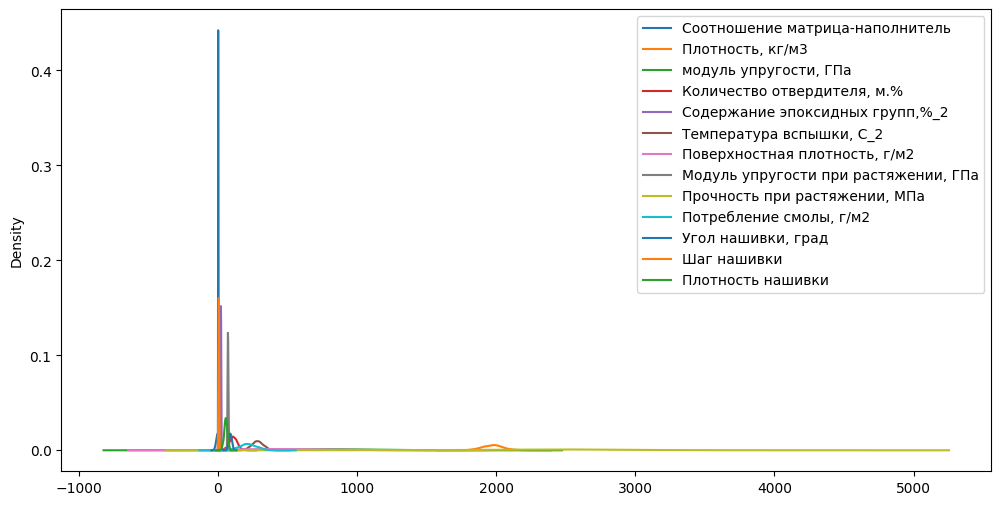 Соотношение матрица-наполнитель
Плотность, кг/м3
модуль упругости, ГПа
Количество отвердителя, м.%
Содержание эпоксидных групп,%_2
Температура вспышки, С_2
Поверхностная плотность, г/м2
Модуль упругости при растяжении, ГПа
Прочность при растяжении, МПа
Потребление смолы, г/м2
Угол нашивки, град
Шаг нашивки
Плотность нашивки
Density
0.4
0.3
0.2
0.1
0.0
−1000 0 1000 2000 3000 4000 5000